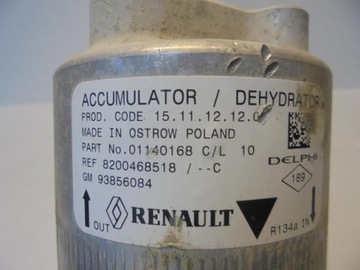 ACCUMULATOR / DEHYDRATOR
PROD. CODE 15.11.12.12.0
MADE IN OSTROW POLAND
PART No.01140168 C/L 10
REF 8200468518 / --C
DELPHI
GM 93856084
189
OUT
RENAULT
R134a IN